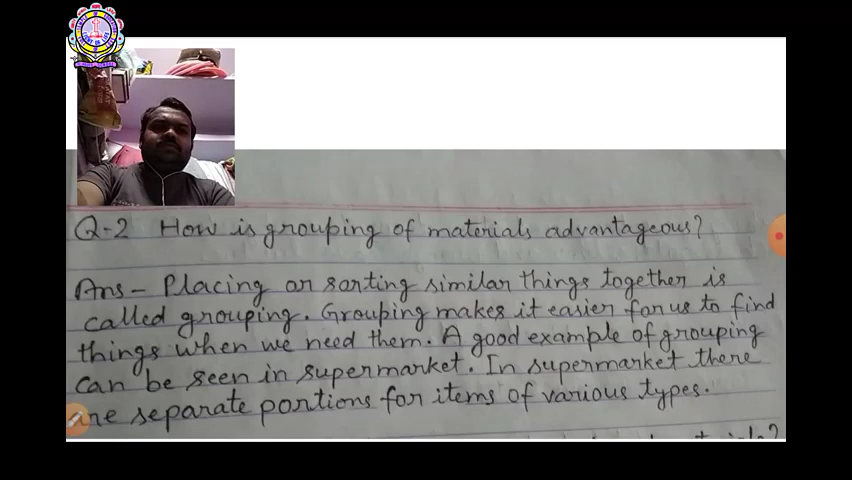 Q-2 How is grouping of materials advantageous?
Ans - Placing or sorting similar things together is
called grouping. Grouping makes it easier for us to find
things when we need them. A good example of grouping
can be seen in supermarket. In supermarket there
are separate portions for items of various types.